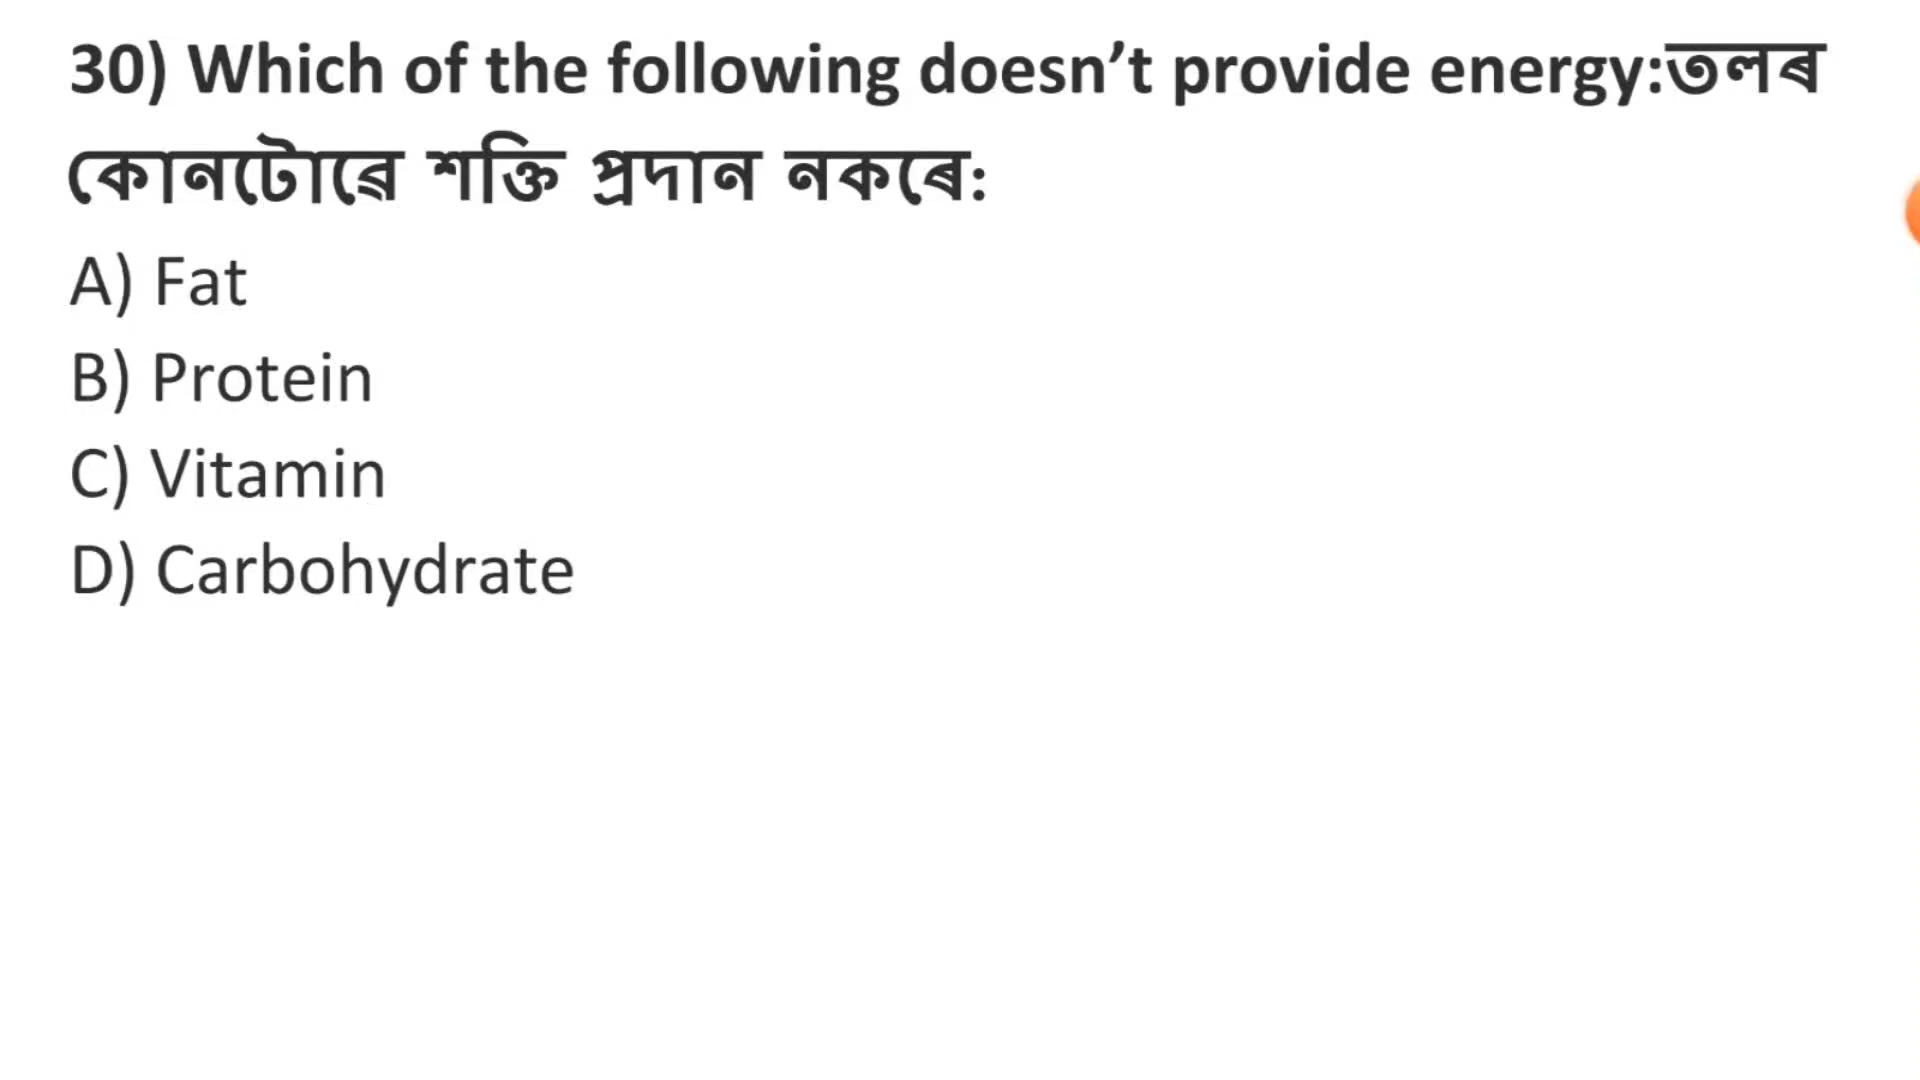 30) Which of the following doesn’t provide energy:তলৰ
কোনটোৱে শক্তি প্ৰদান নকৰে:
A) Fat
B) Protein
C) Vitamin
D) Carbohydrate